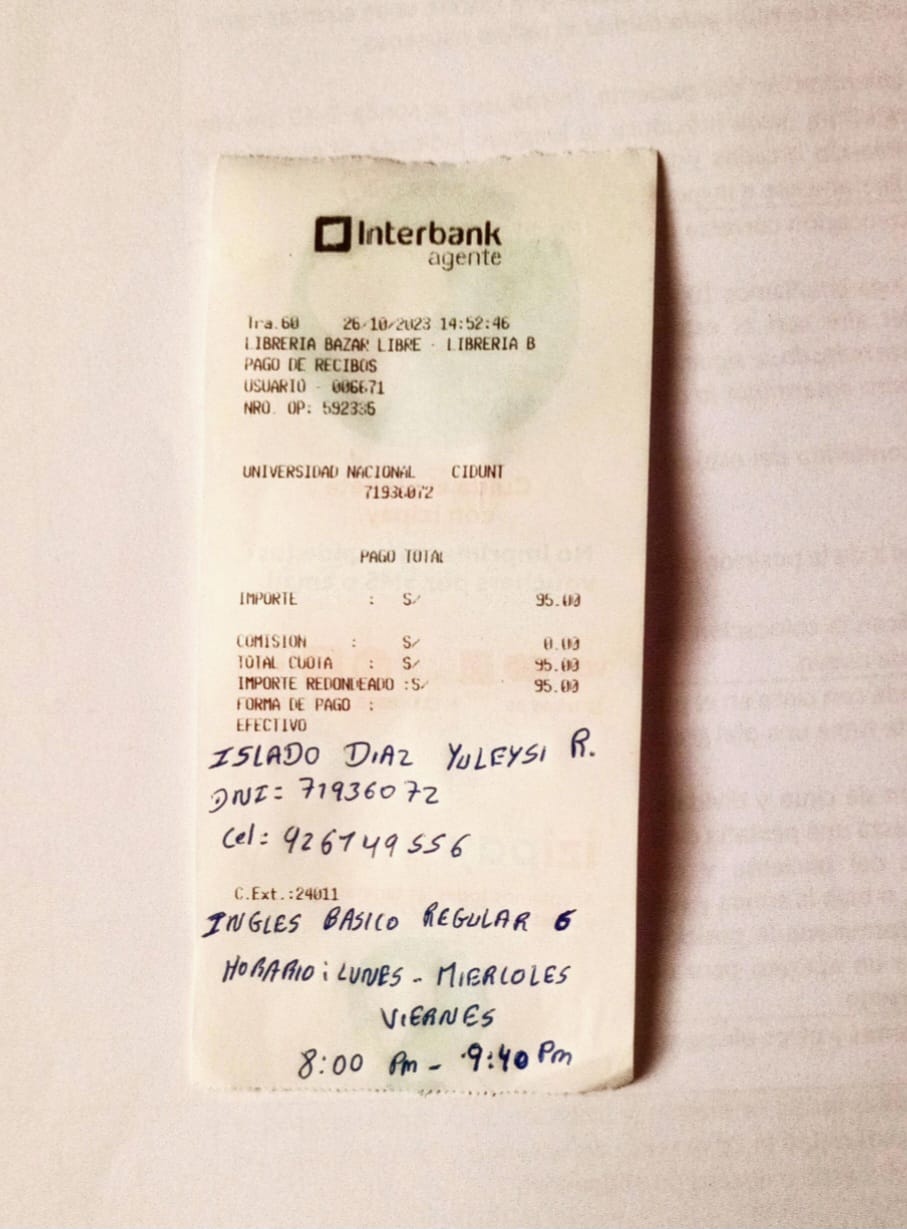 Interbank
agente
Tra.60 26/10/2023 14:52:46
LIBRERIA BAZAR LIBRE - LIBRERIA B
PAGO DE RECIBOS
USUARIO - 006671
NRO. OP: 592335
UNIVERSIDAD NACIONAL CIDUNT
71936072
PAGO TOTAL
IMPORTE : S/ 95.00
COMISION : S/ 0.00
TOTAL CUOTA : S/ 95.00
IMPORTE REDONDEADO :S/ 95.00
FORMA DE PAGO :
EFECTIVO
ISLADO DIAZ YULEYSI R.
DNI: 71936072
Cel: 926749556
C.Ext.:24011
INGLES BASICO REGULAR 6
HORARIO: LUNES - MIERCOLES
VIERNES
8:00 Pm - 9:40 Pm